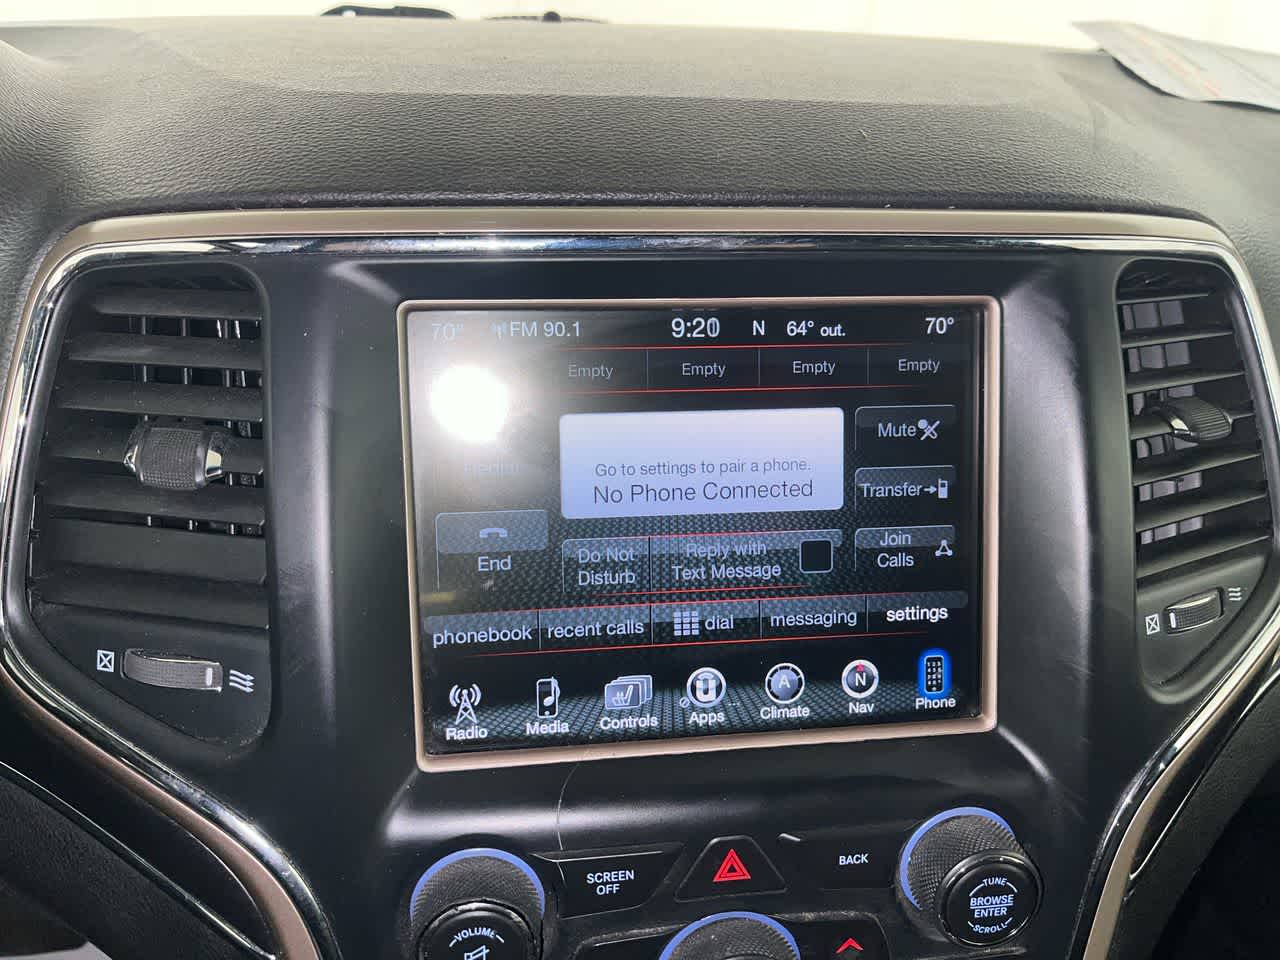 70° FM 90.1 9:20 N 64° out. 70°
Empty Empty Empty Empty
Mute
Go to settings to pair a phone.
No Phone Connected
Transfer
End
Do Not
Disturb
Reply with
Text Message
Join
Calls
phonebook recent calls dial messaging settings
Radio Media Controls Apps Climate Nav Phone
A
N
SCREEN
OFF
BACK
VOLUME
TUNE
BROWSE
ENTER
SCROLL